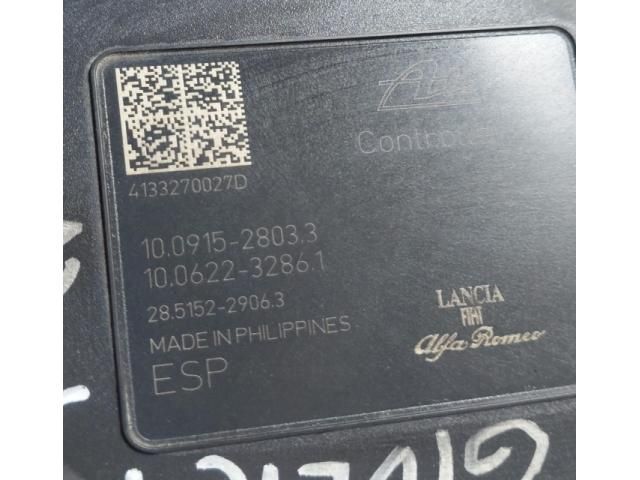 Ate
4133270027D
10.0915-2803.3
10.0622-3286.1
28.5152-2906.3
MADE IN PHILIPPINES
ESP
LANCIA
FIAT
Alfa Romeo